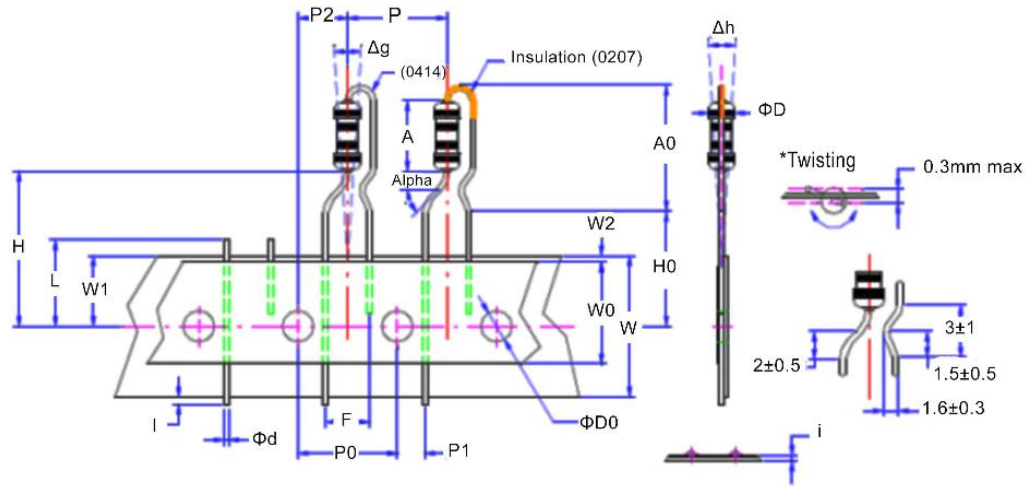 P2
P
Δg
(0414)
Insulation (0207)
Δh
A
Alpha
A0
ΦD
*Twisting
0.3mm max
H
L
W1
W2
W0
W
H0
I
Φd
F
P0
P1
ΦD0
2±0.5
3±1
1.5±0.5
1.6±0.3
i